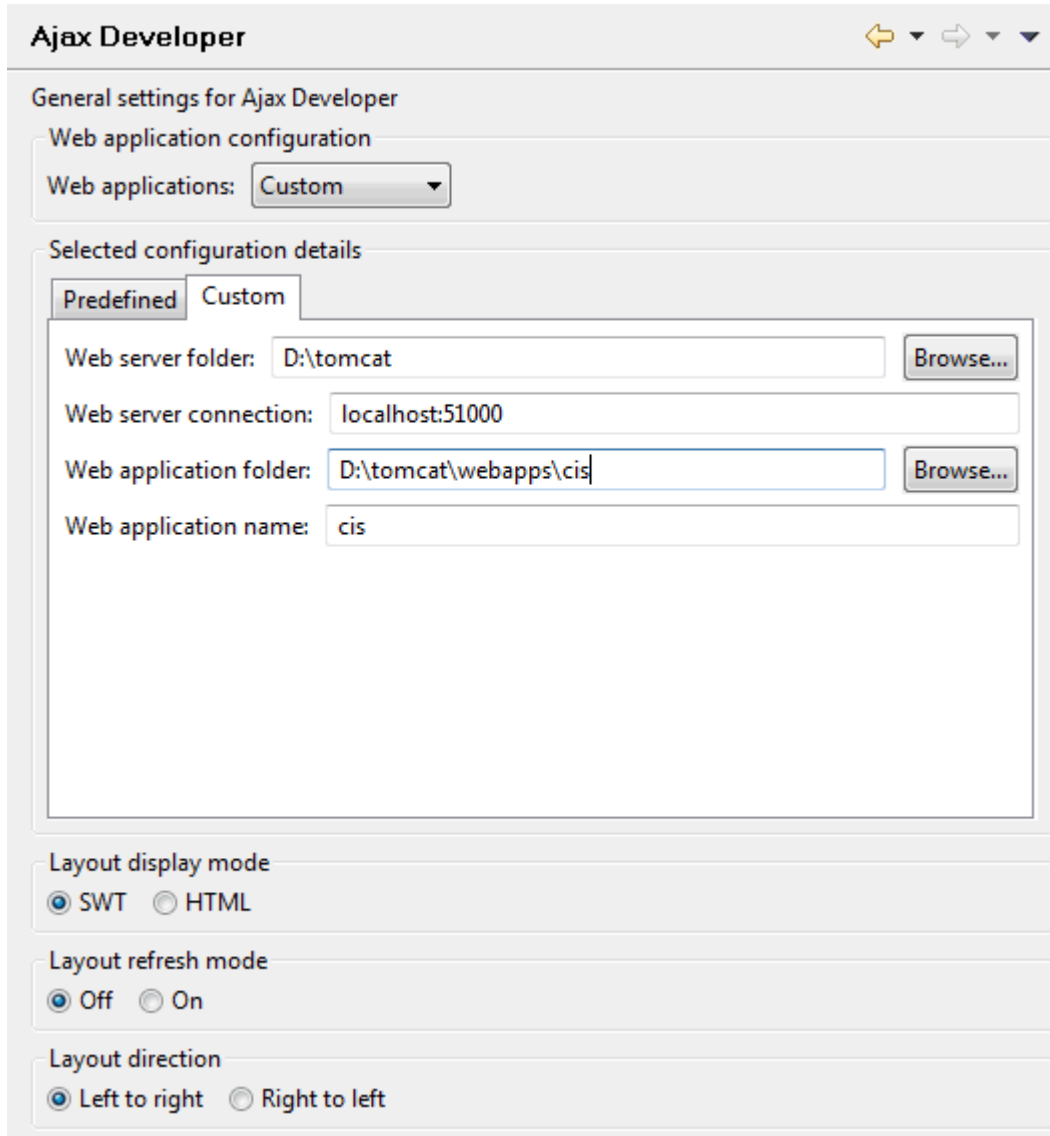 Ajax Developer
General settings for Ajax Developer
Web application configuration
Web applications: Custom
Selected configuration details
Predefined Custom
Web server folder: D:\tomcat Browse...
Web server connection: localhost:51000
Web application folder: D:\tomcat\webapps\cis Browse...
Web application name: cis
Layout display mode
SWT HTML
Layout refresh mode
Off On
Layout direction
Left to right Right to left